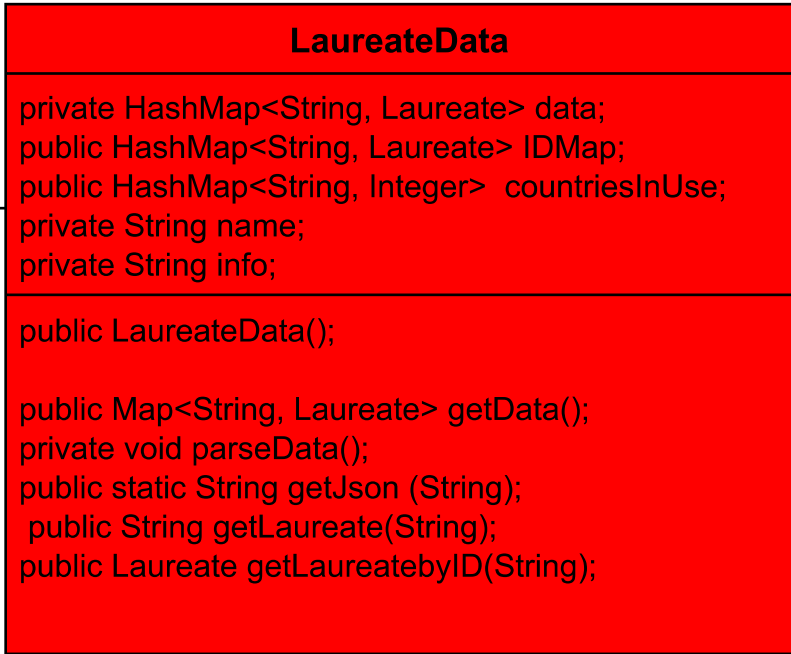 LaureateData
private HashMap<String, Laureate> data;
public HashMap<String, Laureate> IDMap;
public HashMap<String, Integer>  countriesInUse;
private String name;
private String info;
public LaureateData();
public Map<String, Laureate> getData();
private void parseData();
public static String getJson (String);
public String getLaureate(String);
public Laureate getLaureatebyID(String);